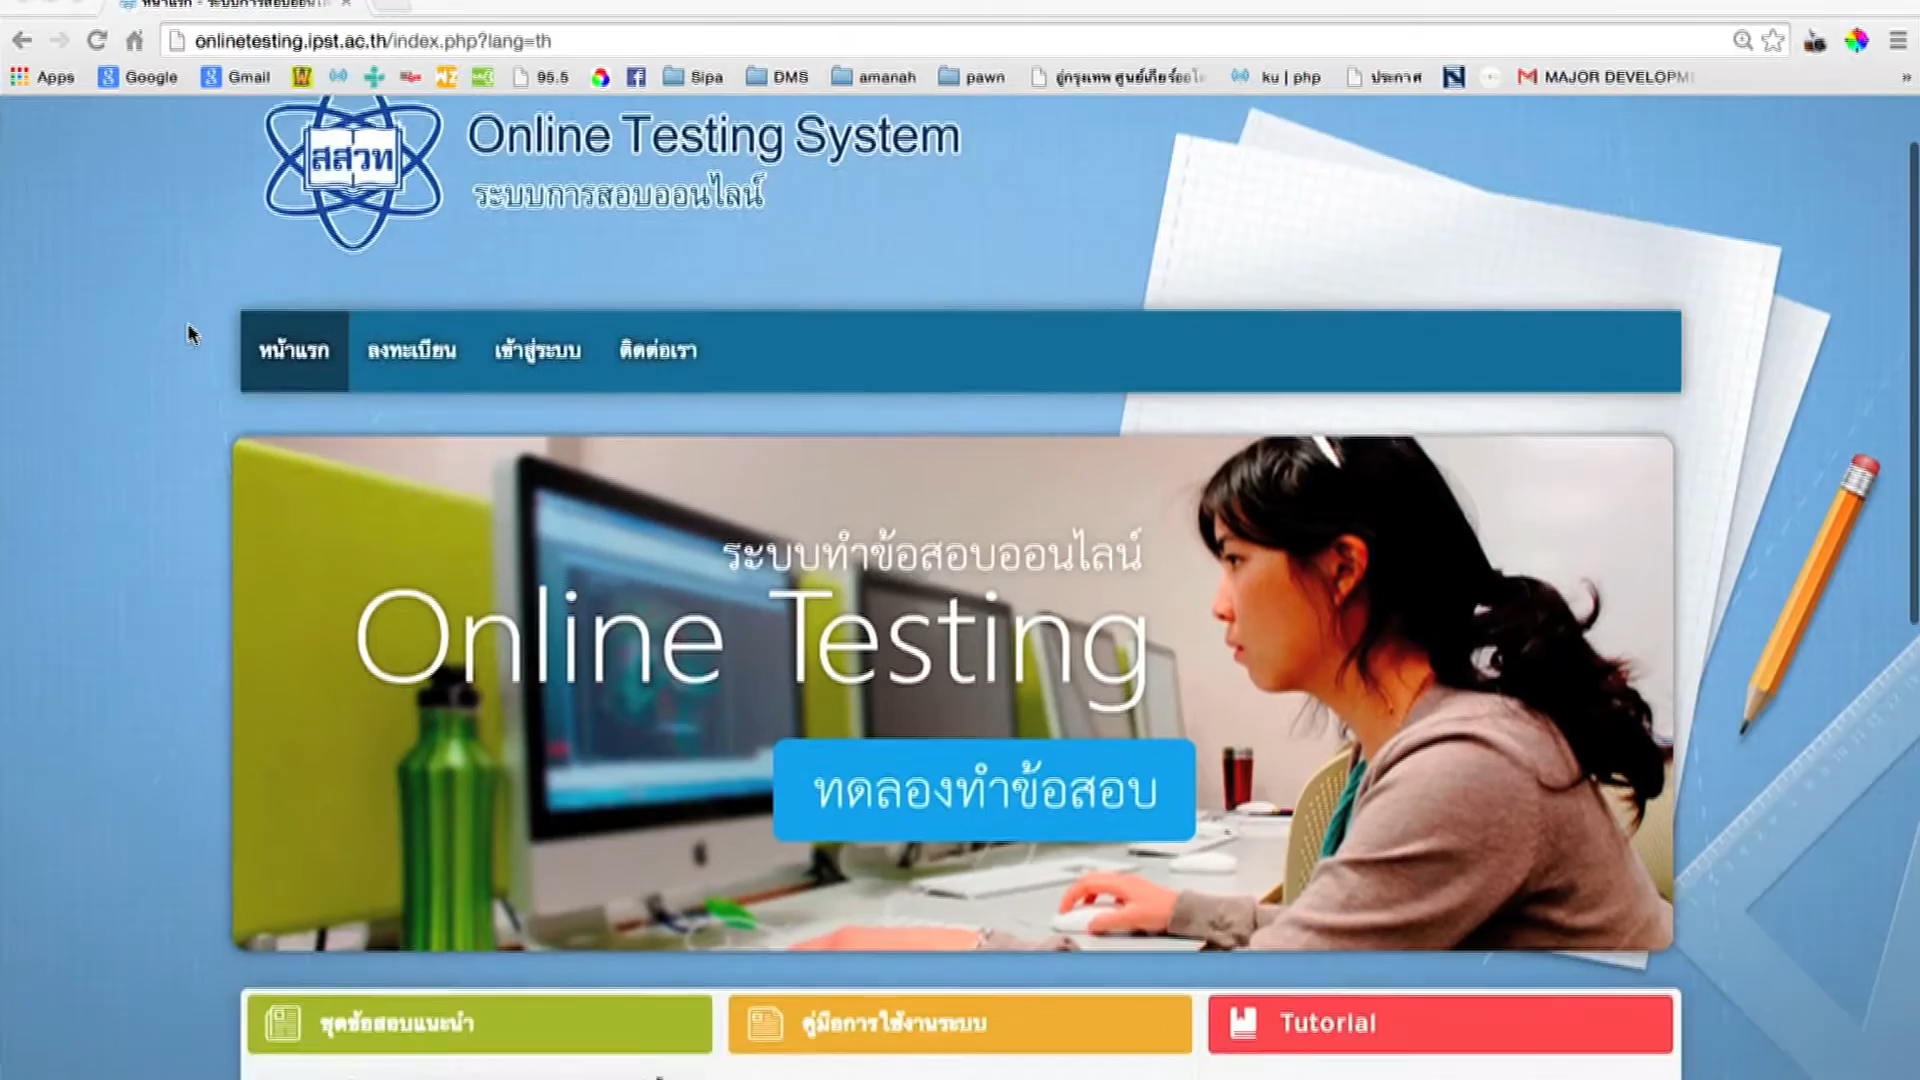 onlinetesting.ipst.ac.th/index.php?lang=th
Apps Google Gmail 95.5 Sipa DMS amanah pawn ku | php ประกาศ MAJOR DEVELOPM
สสวท
Online Testing System
ระบบการสอบออนไลน์
หน้าแรก ลงทะเบียน เข้าสู่ระบบ ติดต่อเรา
ระบบทำข้อสอบออนไลน์
Online Testing
ทดลองทำข้อสอบ
ชุดข้อสอบแนะนำ คู่มือการใช้งานระบบ Tutorial